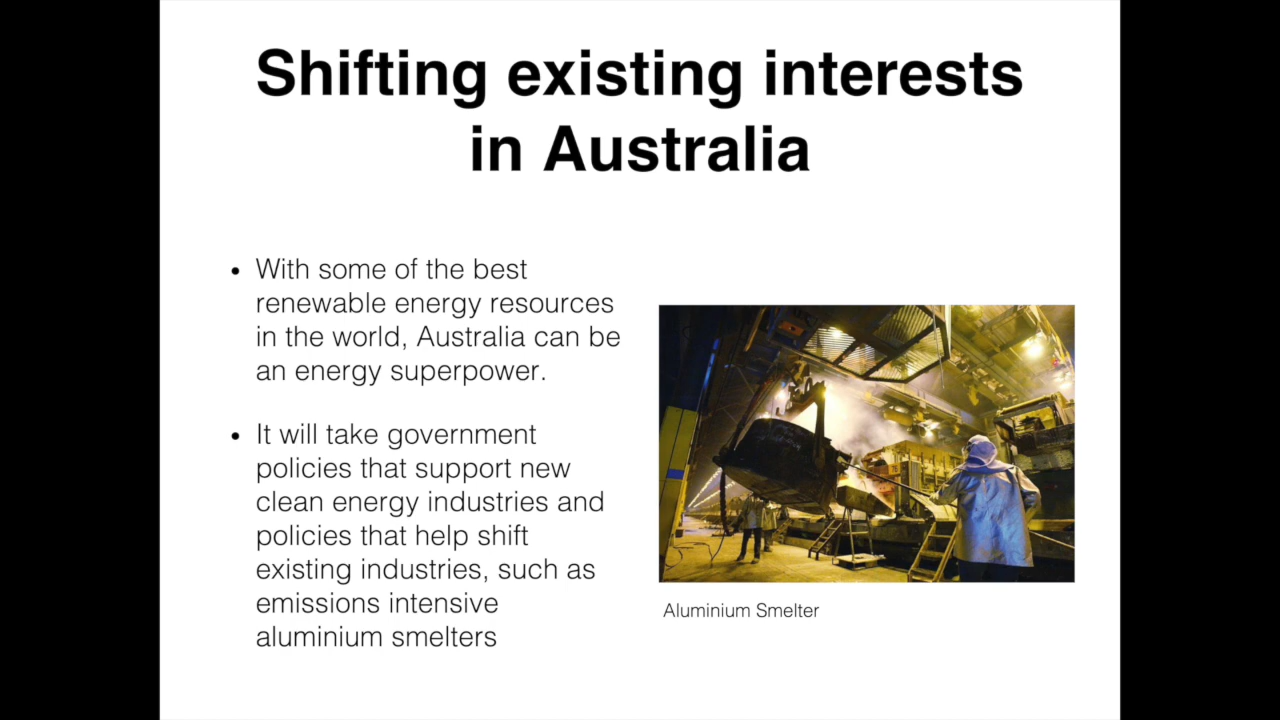 Shifting existing interests
in Australia
• With some of the best
renewable energy resources
in the world, Australia can be
an energy superpower.
• It will take government
policies that support new
clean energy industries and
policies that help shift
existing industries, such as
emissions intensive
aluminium smelters
Aluminium Smelter